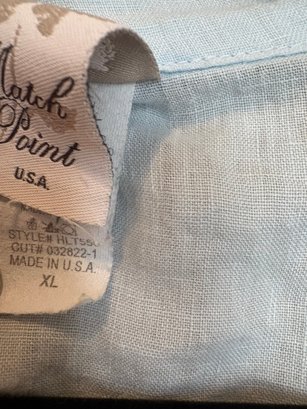 Match
Point
U.S.A.
CUT# 032822-1
MADE IN U.S.A.
XL